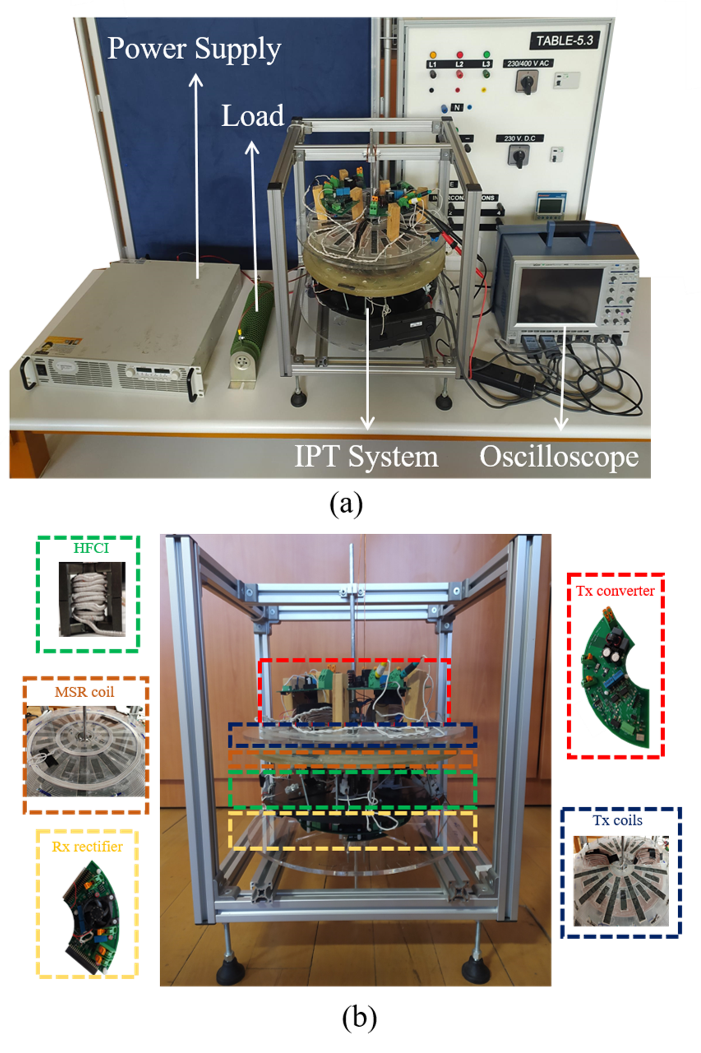 Power Supply
Load
TABLE-5.3
L1 L2 L3
230/400 V AC
N
230 V. D.C
IPT System
Oscilloscope
(a)
HFCI
MSR coil
Rx rectifier
Tx converter
Tx coils
(b)